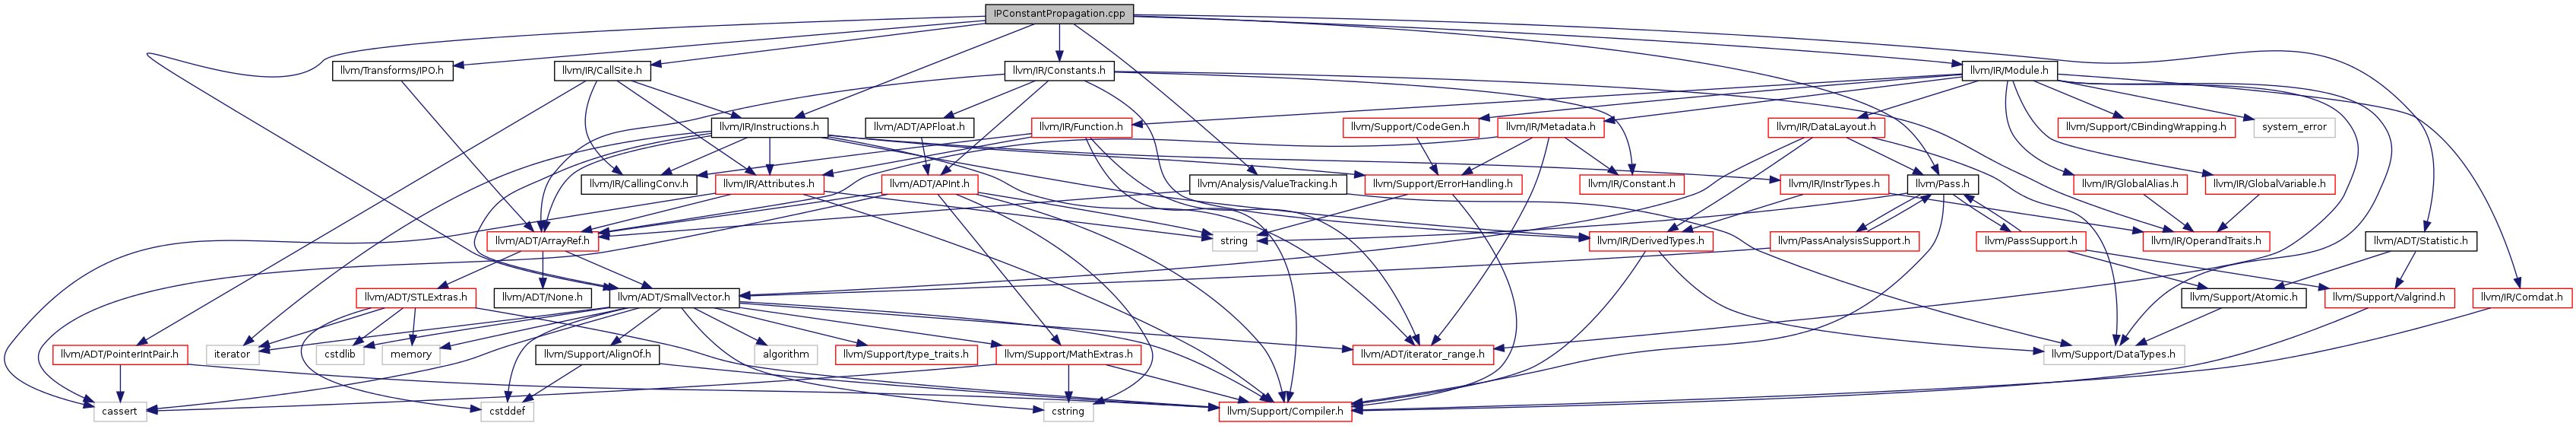 IPConstantPropagation.cpp
llvm/Transforms/IPO.h
llvm/IR/CallSite.h
llvm/IR/Constants.h
llvm/IR/Module.h
llvm/IR/Instructions.h
llvm/ADT/APFloat.h
llvm/IR/Function.h
llvm/Support/CodeGen.h
llvm/IR/Metadata.h
llvm/IR/DataLayout.h
llvm/Support/CBindingWrapping.h
system_error
llvm/IR/CallingConv.h
llvm/IR/Attributes.h
llvm/ADT/APInt.h
llvm/Analysis/ValueTracking.h
llvm/Support/ErrorHandling.h
llvm/IR/Constant.h
llvm/Pass.h
llvm/IR/InstrTypes.h
llvm/IR/GlobalAlias.h
llvm/IR/GlobalVariable.h
llvm/ADT/ArrayRef.h
string
llvm/IR/DerivedTypes.h
llvm/PassAnalysisSupport.h
llvm/PassSupport.h
llvm/IR/OperandTraits.h
llvm/ADT/Statistic.h
llvm/ADT/STLExtras.h
llvm/ADT/None.h
llvm/ADT/SmallVector.h
llvm/Support/Atomic.h
llvm/Support/Valgrind.h
llvm/IR/Comdat.h
llvm/ADT/PointerIntPair.h
iterator
cstdlib
memory
llvm/Support/AlignOf.h
algorithm
llvm/Support/type_traits.h
llvm/Support/MathExtras.h
llvm/ADT/iterator_range.h
llvm/Support/DataTypes.h
cassert
cstddef
cstring
llvm/Support/Compiler.h